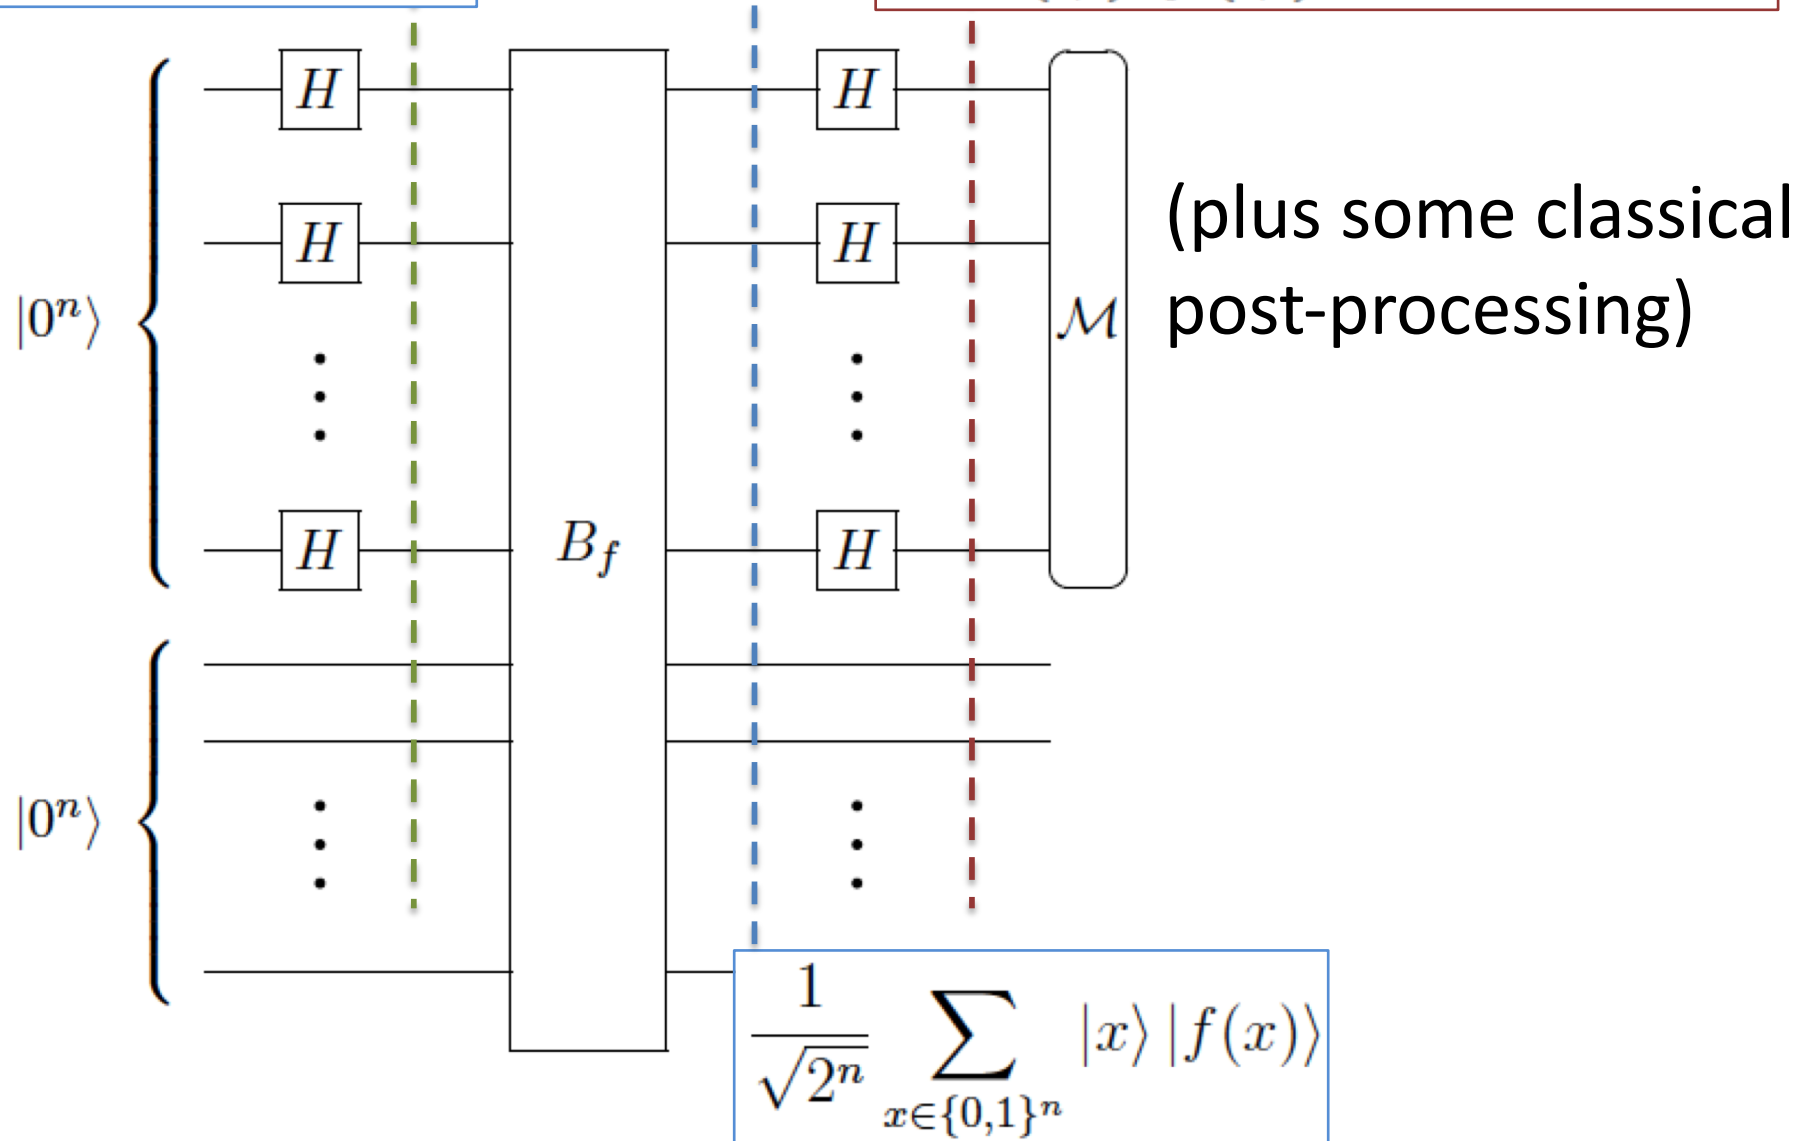 H
H
H
H
|0ⁿ⟩
M
(plus some classical
post-processing)
H
H
B_f
|0ⁿ⟩
1/√2ⁿ ∑_{x∈{0,1}ⁿ} |x⟩ |f(x)⟩